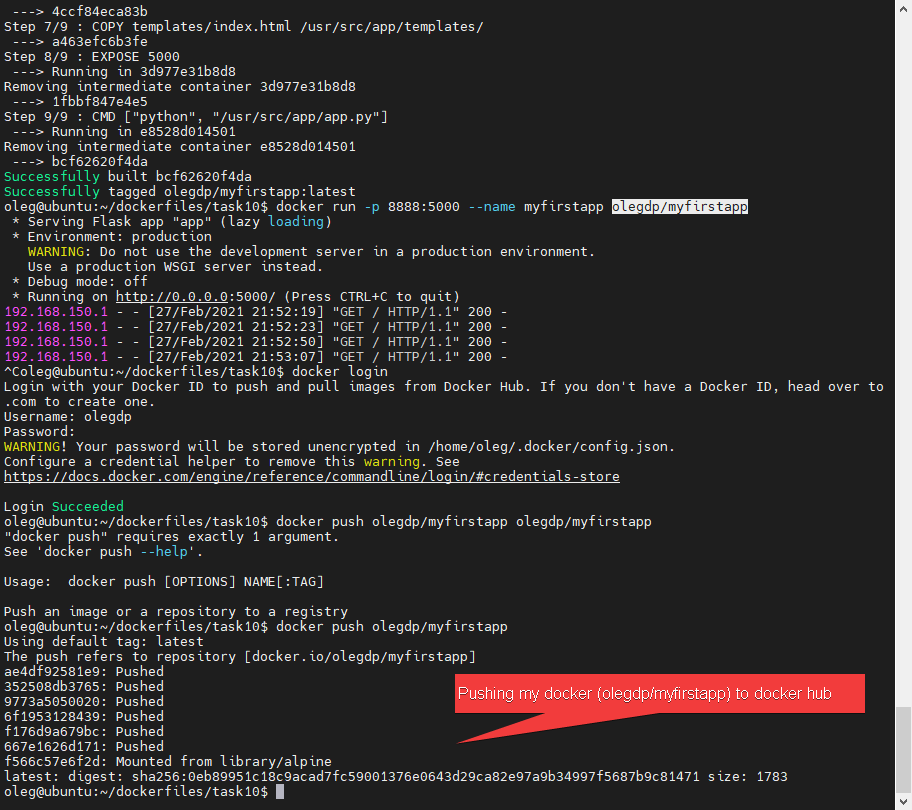 ---> 4ccf84eca83b
Step 7/9 : COPY templates/index.html /usr/src/app/templates/
---> a463efc6b3fe
Step 8/9 : EXPOSE 5000
---> Running in 3d977e31b8d8
Removing intermediate container 3d977e31b8d8
---> 1fbbf847e4e5
Step 9/9 : CMD ["python", "/usr/src/app/app.py"]
---> Running in e8528d014501
Removing intermediate container e8528d014501
---> bcf62620f4da
Successfully built bcf62620f4da
Successfully tagged olegdp/myfirstapp:latest
oleg@ubuntu:~/dockerfiles/task10$ docker run -p 8888:5000 --name myfirstapp olegdp/myfirstapp
* Serving Flask app "app" (lazy loading)
* Environment: production
WARNING: Do not use the development server in a production environment.
Use a production WSGI server instead.
* Debug mode: off
* Running on http://0.0.0.0:5000/ (Press CTRL+C to quit)
192.168.150.1 - - [27/Feb/2021 21:52:19] "GET / HTTP/1.1" 200 -
192.168.150.1 - - [27/Feb/2021 21:52:23] "GET / HTTP/1.1" 200 -
192.168.150.1 - - [27/Feb/2021 21:52:50] "GET / HTTP/1.1" 200 -
192.168.150.1 - - [27/Feb/2021 21:53:07] "GET / HTTP/1.1" 200 -
^Coleg@ubuntu:~/dockerfiles/task10$ docker login
Login with your Docker ID to push and pull images from Docker Hub. If you don't have a Docker ID, head over to
.com to create one.
Username: olegdp
Password:
WARNING! Your password will be stored unencrypted in /home/oleg/.docker/config.json.
Configure a credential helper to remove this warning. See
https://docs.docker.com/engine/reference/commandline/login/#credentials-store
Login Succeeded
oleg@ubuntu:~/dockerfiles/task10$ docker push olegdp/myfirstapp olegdp/myfirstapp
"docker push" requires exactly 1 argument.
See 'docker push --help'.
Usage:  docker push [OPTIONS] NAME[:TAG]
Push an image or a repository to a registry
oleg@ubuntu:~/dockerfiles/task10$ docker push olegdp/myfirstapp
Using default tag: latest
The push refers to repository [docker.io/olegdp/myfirstapp]
ae4df92581e9: Pushed
352508db3765: Pushed
9773a5050020: Pushed
6f1953128439: Pushed
f176d9a679bc: Pushed
667e1626d171: Pushed
f566c57e6f2d: Mounted from library/alpine
latest: digest: sha256:0eb89951c18c9acad7fc59001376e0643d29ca82e97a9b34997f5687b9c81471 size: 1783
oleg@ubuntu:~/dockerfiles/task10$
Pushing my docker (olegdp/myfirstapp) to docker hub